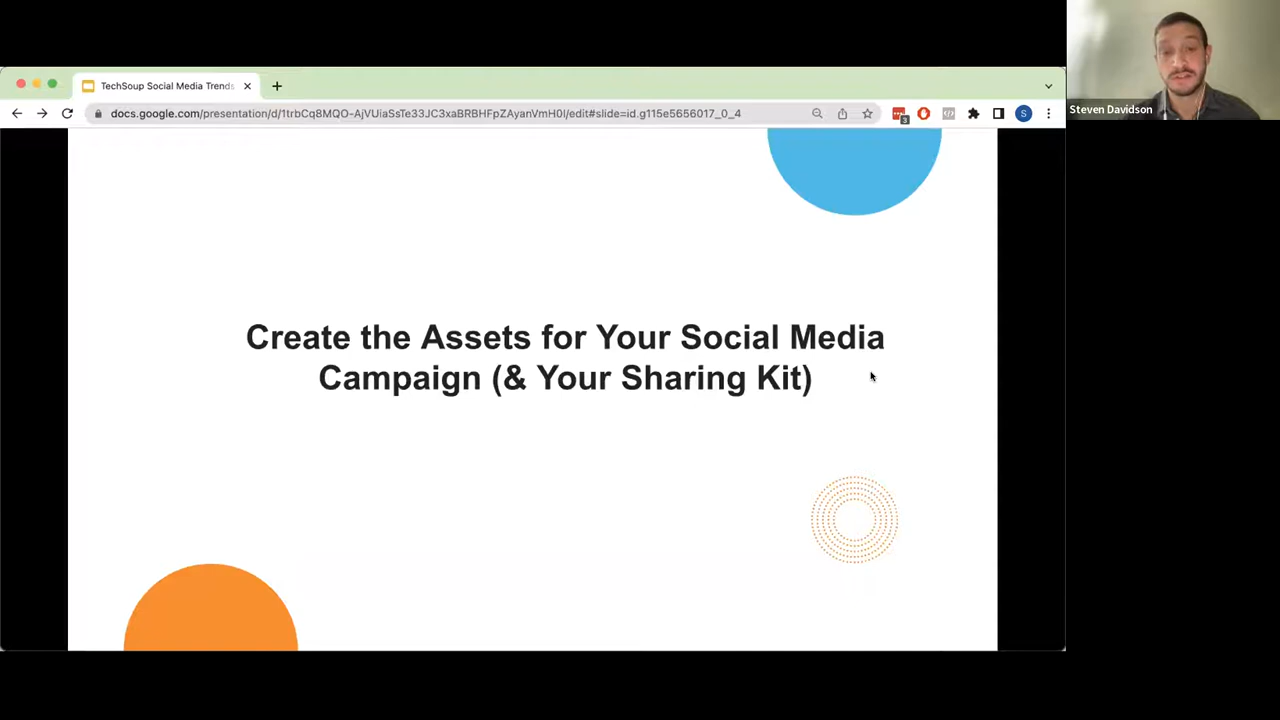 TechSoup Social Media Trends
docs.google.com/presentation/d/1trbCq8MQO-AjVUiaSsTe33JC3xaBRBHFpZAyanVmH0I/edit#slide=id.g115e5656017_0_4
3
S
Steven Davidson
Create the Assets for Your Social Media
Campaign (& Your Sharing Kit)